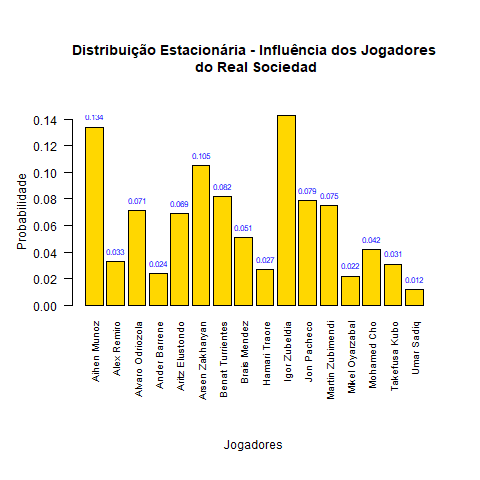 Distribuição Estacionária - Influência dos Jogadores
do Real Sociedad
Probabilidade
0.14
0.12
0.10
0.08
0.06
0.04
0.02
0.00
0.134
0.033
0.071
0.024
0.069
0.105
0.082
0.051
0.027
0.079
0.075
0.022
0.042
0.031
0.012
Aihen Munoz
Alex Remiro
Alvaro Odriozola
Ander Barrene
Aritz Elustondo
Arsen Zakharyan
Benat Turrientes
Brais Mendez
Hamari Traore
Igor Zubeldia
Jon Pacheco
Martin Zubimendi
Mikel Oyarzabal
Mohamed Cho
Takefusa Kubo
Umar Sadiq
Jogadores